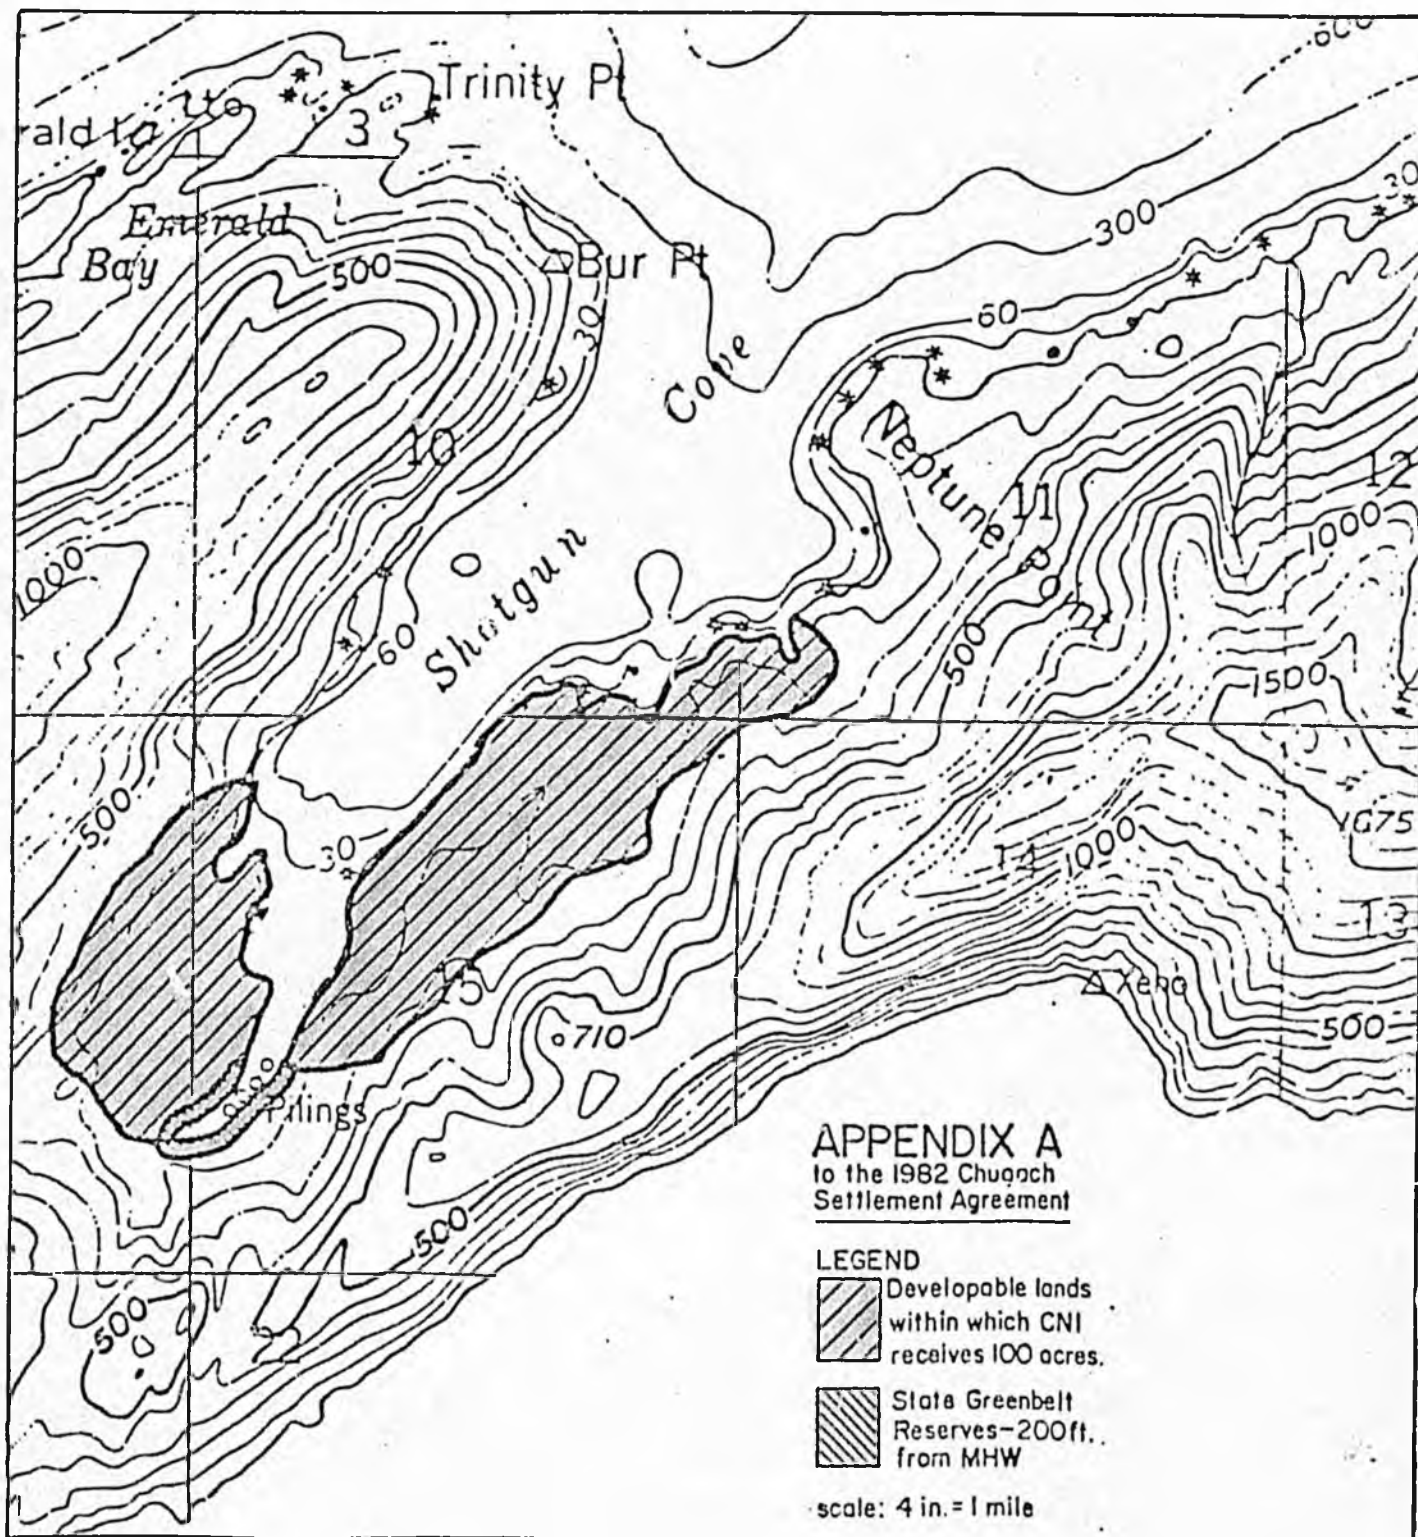 600
Trinity Pt
3
30
Emerald
Bay
300
Bur Pt
500
60
30
Cove
10
Neptune Point
11
12
1000
1000
Shotgun
60
500
1500
500
30
14
1000
13
15
Xeno
710
500
Pilings
APPENDIX A
to the 1982 Chugach
Settlement Agreement
500
LEGEND
Developable lands
within which CNI
receives 100 acres.
500
State Greenbelt
Reserves-200ft.
from MHW
scale: 4 in. = 1 mile